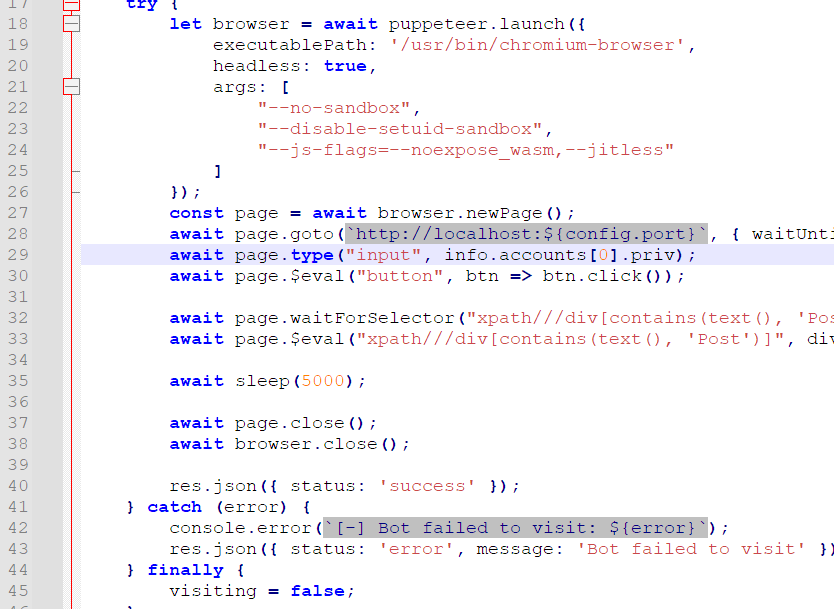 17 try {
18 let browser = await puppeteer.launch({
19 executablePath: '/usr/bin/chromium-browser',
20 headless: true,
21 args: [
22 "--no-sandbox",
23 "--disable-setuid-sandbox",
24 "--js-flags=--noexpose_wasm,--jitless"
25 ]
26 });
27 const page = await browser.newPage();
28 await page.goto(`http://localhost:${config.port}`, { waitUnti
29 await page.type("input", info.accounts[0].priv);
30 await page.$eval("button", btn => btn.click());
31
32 await page.waitForSelector("xpath///div[contains(text(), 'Pos
33 await page.$eval("xpath///div[contains(text(), 'Post')]", div
34
35 await sleep(5000);
36
37 await page.close();
38 await browser.close();
39
40 res.json({ status: 'success' });
41 } catch (error) {
42 console.error(`[-] Bot failed to visit: ${error}`);
43 res.json({ status: 'error', message: 'Bot failed to visit' })
44 } finally {
45 visiting = false;
46 }